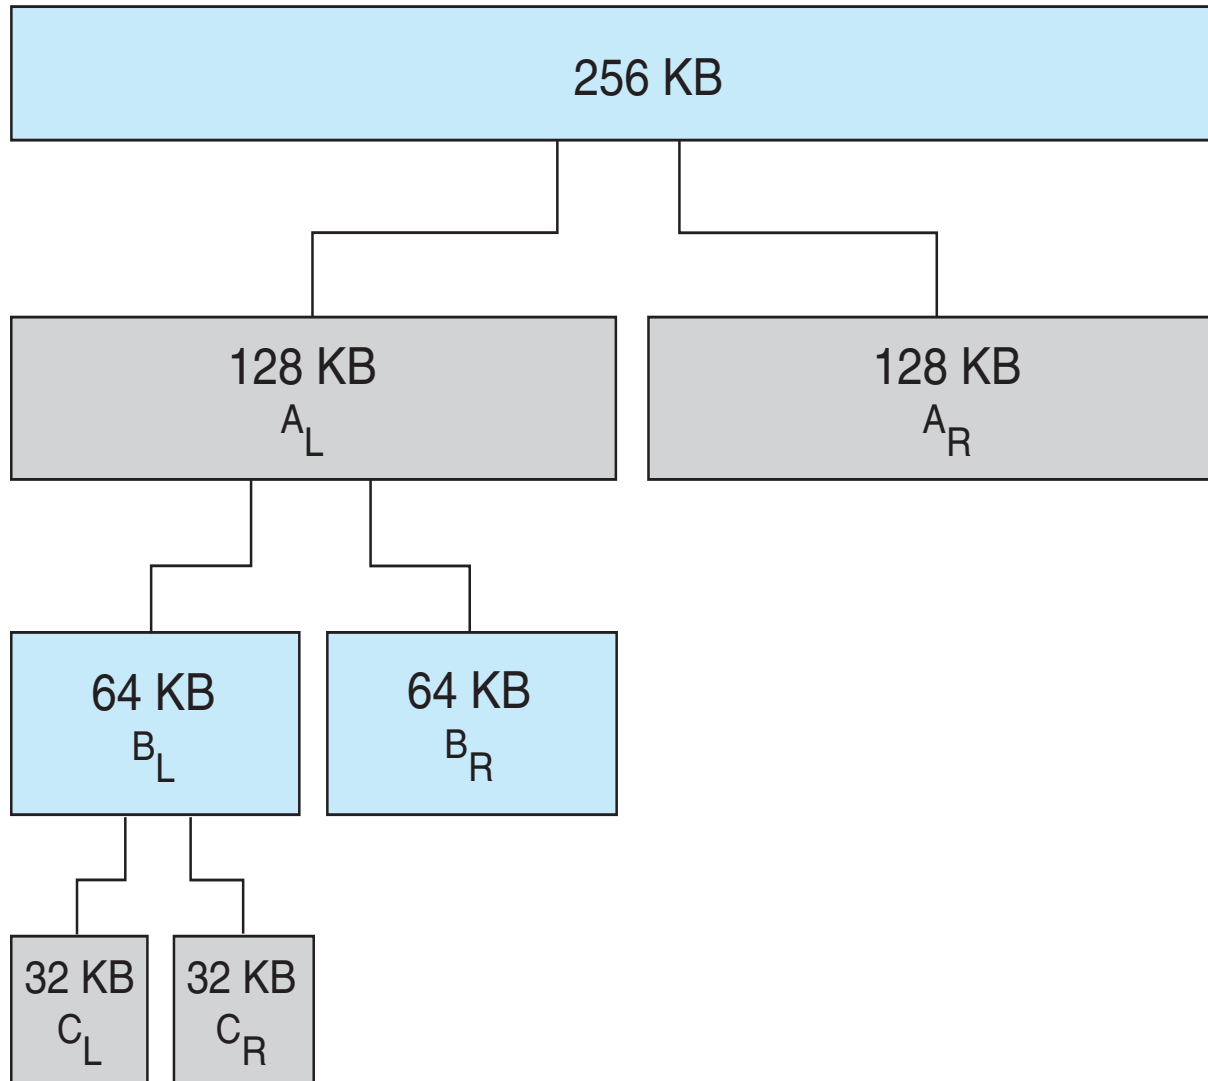 256 KB
128 KB
A_L
128 KB
A_R
64 KB
B_L
64 KB
B_R
32 KB
C_L
32 KB
C_R